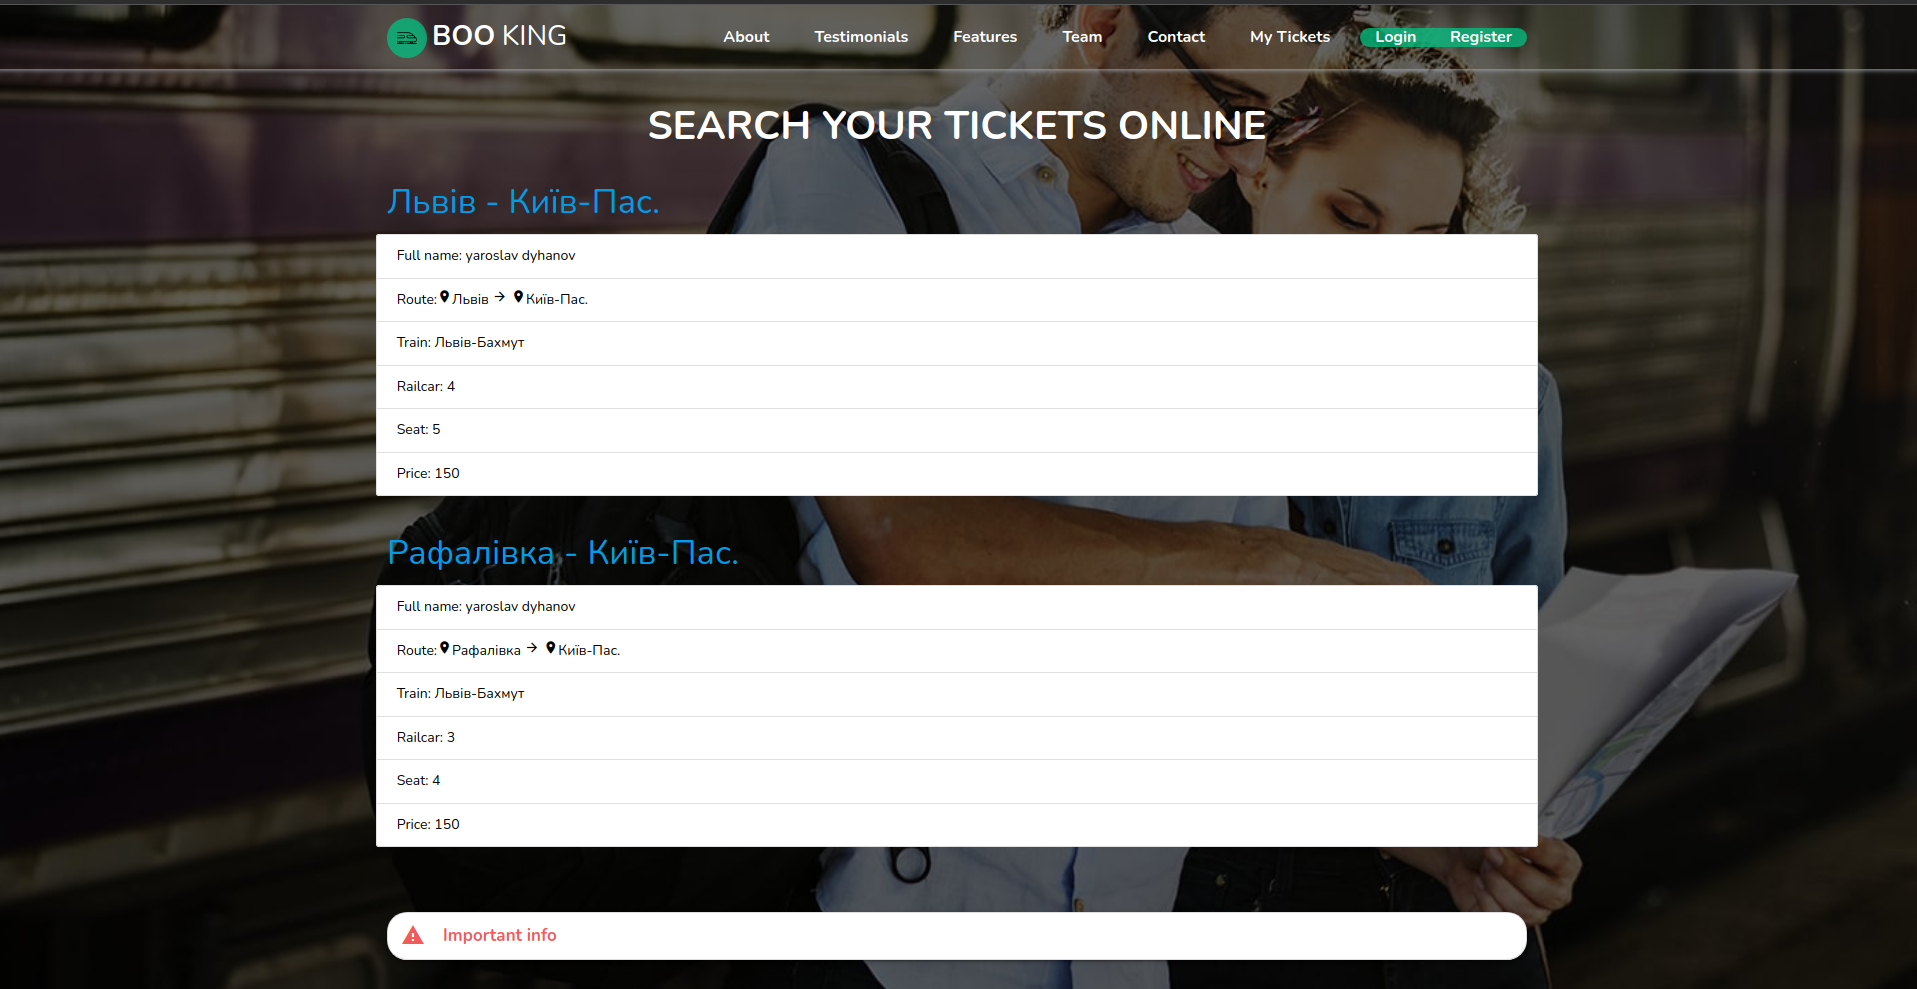 BOO KING
About Testimonials Features Team Contact My Tickets Login Register
SEARCH YOUR TICKETS ONLINE
Львів - Київ-Пас.
Full name: yaroslav dyhanov
Route: Львів → Київ-Пас.
Train: Львів-Бахмут
Railcar: 4
Seat: 5
Price: 150
Рафалівка - Київ-Пас.
Full name: yaroslav dyhanov
Route: Рафалівка → Київ-Пас.
Train: Львів-Бахмут
Railcar: 3
Seat: 4
Price: 150
Important info